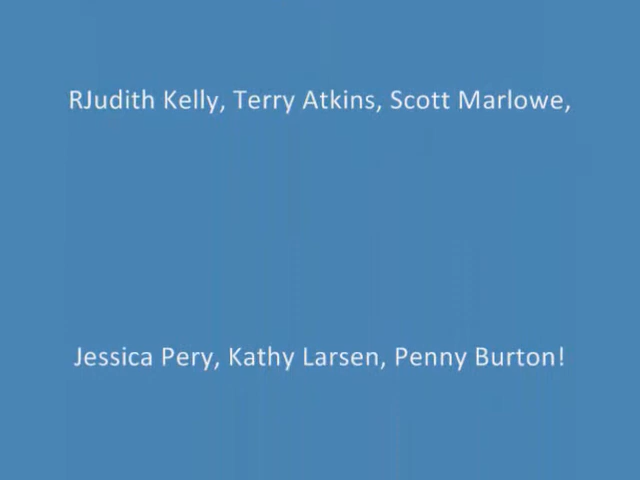 RJudith Kelly, Terry Atkins, Scott Marlowe,
Jessica Pery, Kathy Larsen, Penny Burton!